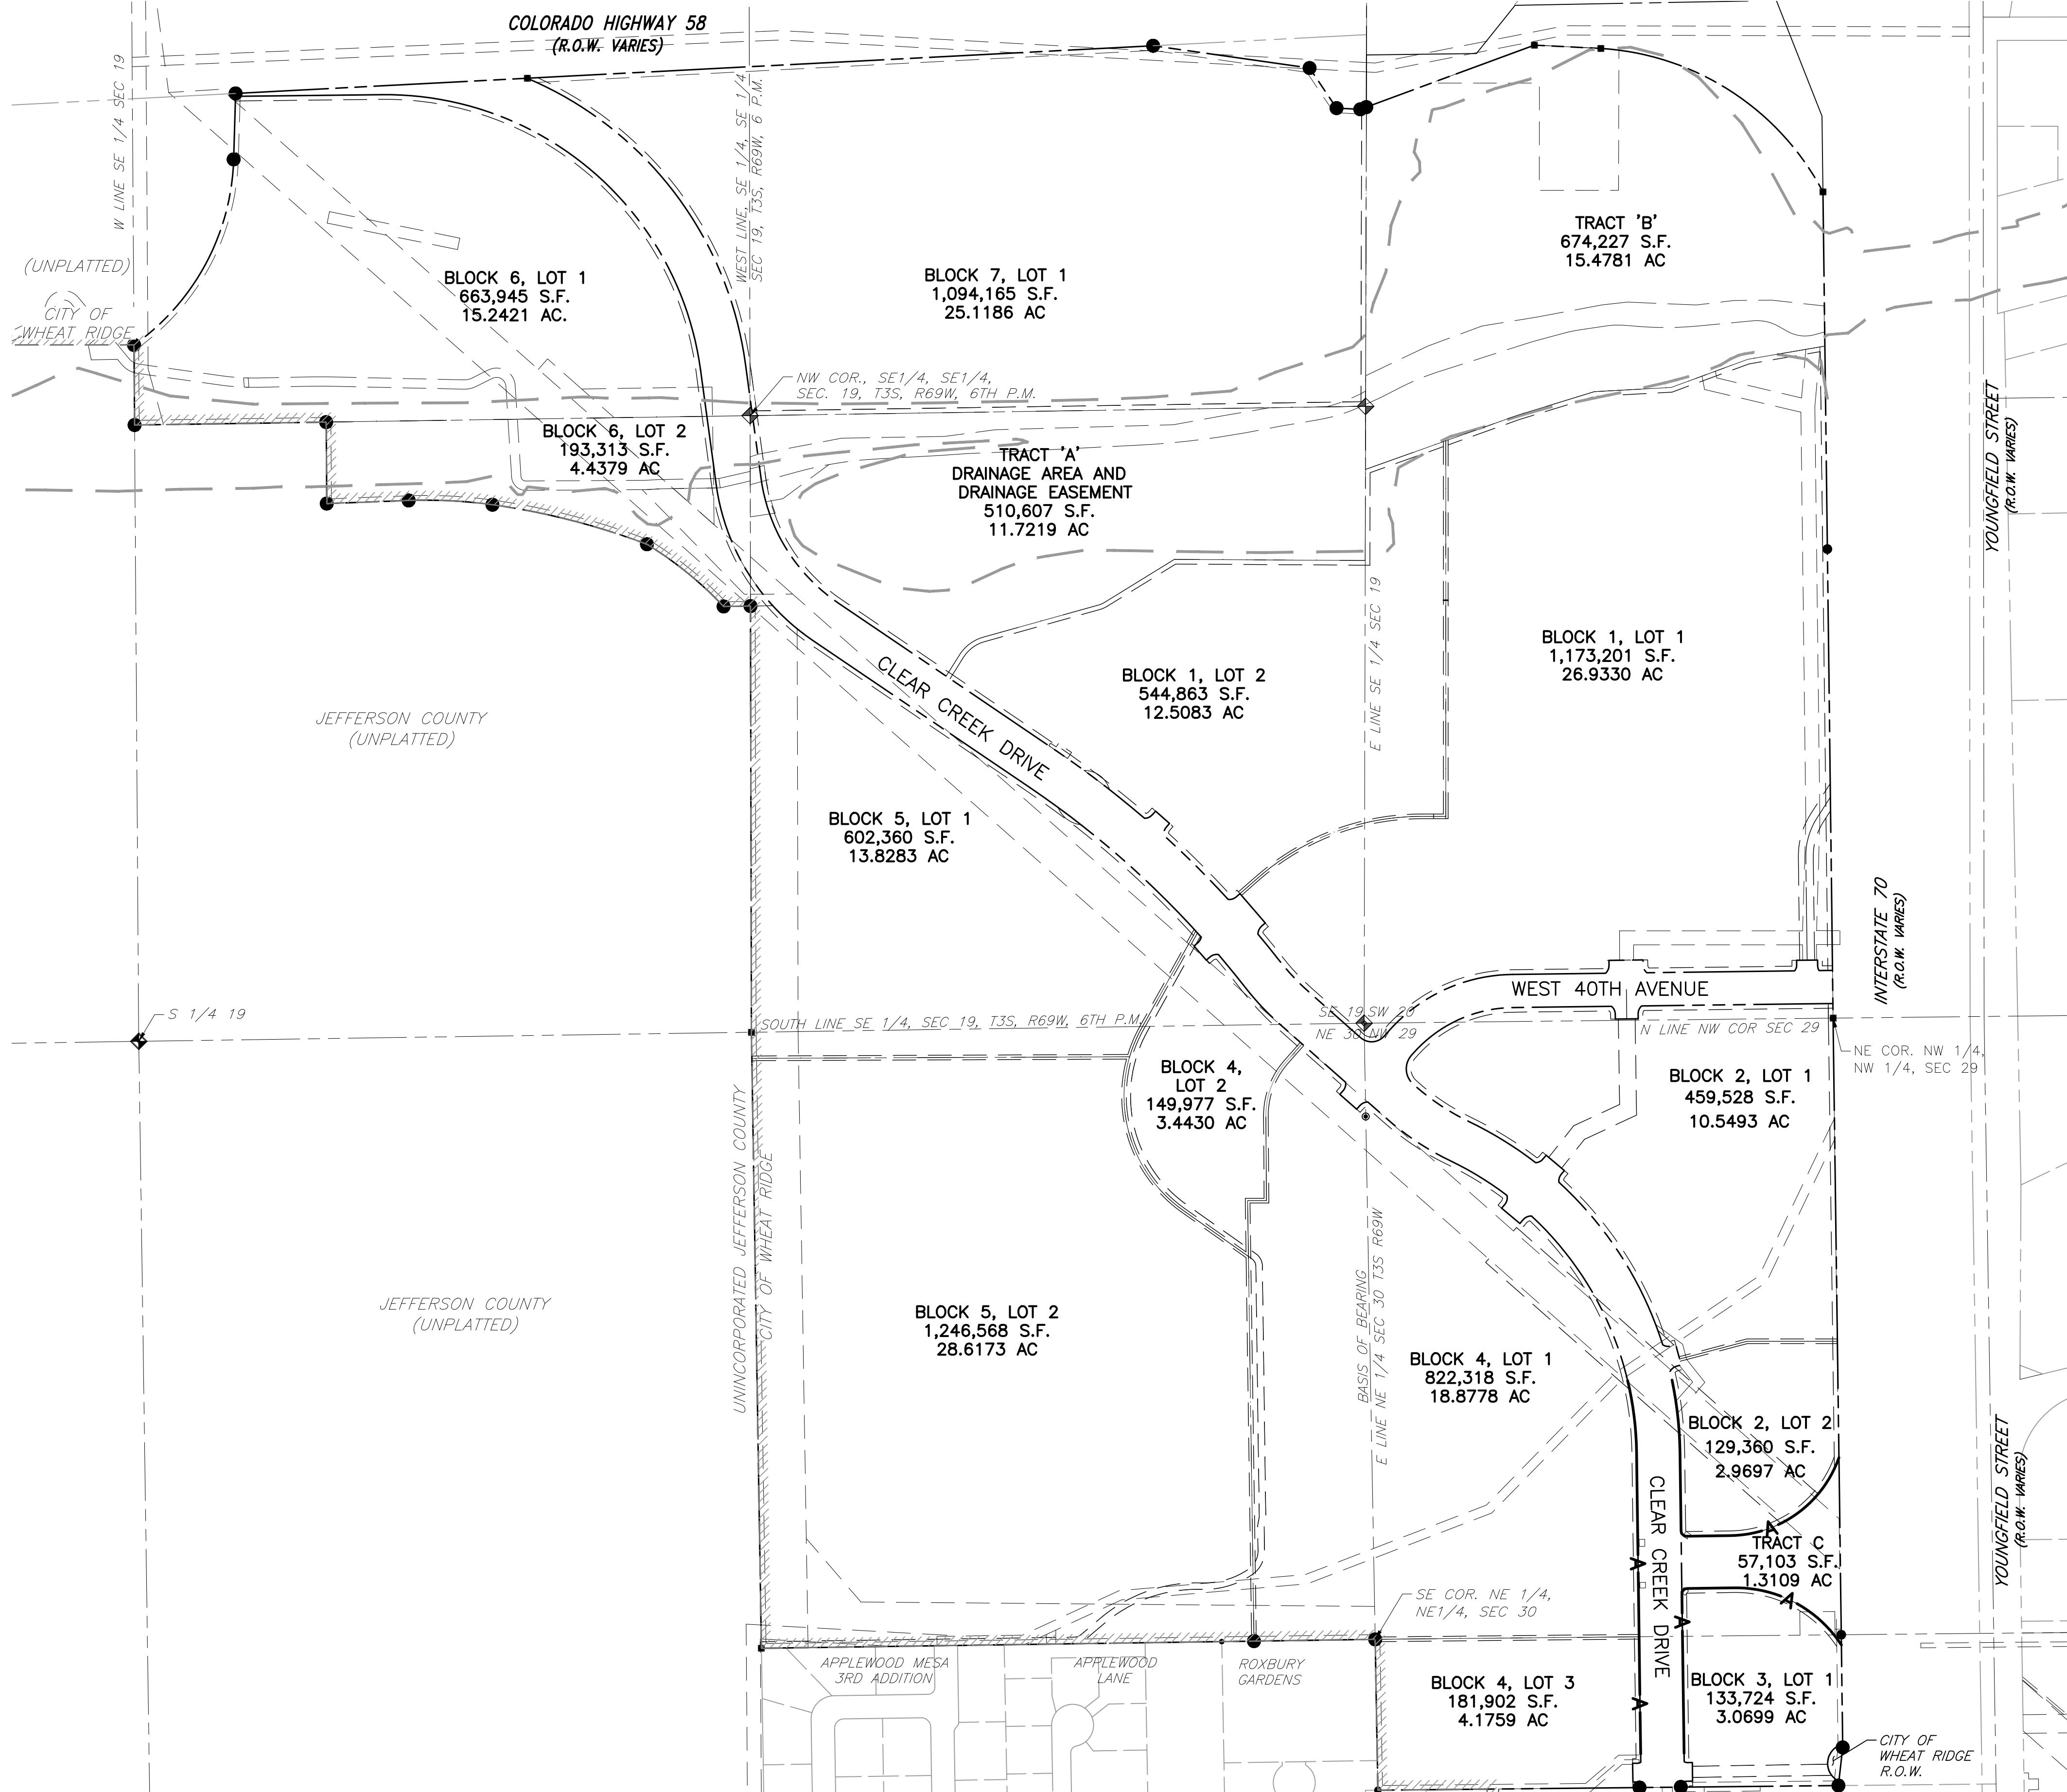 COLORADO HIGHWAY 58
(R.O.W. VARIES)
W LINE SE 1/4 SEC 19
WEST LINE, SE 1/4, SE 1/4
SEC 19, T3S, R69W, 6 P.M.
(UNPLATTED)
CITY OF
WHEAT RIDGE
BLOCK 6, LOT 1
663,945 S.F.
15.2421 AC.
BLOCK 7, LOT 1
1,094,165 S.F.
25.1186 AC
TRACT 'B'
674,227 S.F.
15.4781 AC
NW COR., SE1/4, SE1/4,
SEC. 19, T3S, R69W, 6TH P.M.
BLOCK 6, LOT 2
193,313 S.F.
4.4379 AC
TRACT 'A'
DRAINAGE AREA AND
DRAINAGE EASEMENT
510,607 S.F.
11.7219 AC
YOUNGFIELD STREET
(R.O.W. VARIES)
E LINE SE 1/4 SEC 19
BLOCK 1, LOT 1
1,173,201 S.F.
26.9330 AC
BLOCK 1, LOT 2
544,863 S.F.
12.5083 AC
CLEAR CREEK DRIVE
JEFFERSON COUNTY
(UNPLATTED)
BLOCK 5, LOT 1
602,360 S.F.
13.8283 AC
INTERSTATE 70
(R.O.W. VARIES)
WEST 40TH AVENUE
S 1/4 19
SOUTH LINE SE 1/4, SEC 19, T3S, R69W, 6TH P.M.
SE 19 SW 20
NE 30 NW 29
N LINE NW COR SEC 29
NE COR. NW 1/4,
NW 1/4, SEC 29
BLOCK 4,
LOT 2
149,977 S.F.
3.4430 AC
BLOCK 2, LOT 1
459,528 S.F.
10.5493 AC
UNINCORPORATED JEFFERSON COUNTY
CITY OF WHEAT RIDGE
BASIS OF BEARING
E LINE NE 1/4 SEC 30 T3S R69W
JEFFERSON COUNTY
(UNPLATTED)
BLOCK 5, LOT 2
1,246,568 S.F.
28.6173 AC
BLOCK 4, LOT 1
822,318 S.F.
18.8778 AC
BLOCK 2, LOT 2
129,360 S.F.
2.9697 AC
YOUNGFIELD STREET
(R.O.W. VARIES)
CLEAR CREEK DRIVE
A
A
A
A
A
TRACT C
57,103 S.F.
1.3109 AC
SE COR. NE 1/4,
NE1/4, SEC 30
APPLEWOOD MESA
3RD ADDITION
APPLEWOOD
LANE
ROXBURY
GARDENS
BLOCK 4, LOT 3
181,902 S.F.
4.1759 AC
BLOCK 3, LOT 1
133,724 S.F.
3.0699 AC
CITY OF
WHEAT RIDGE
R.O.W.